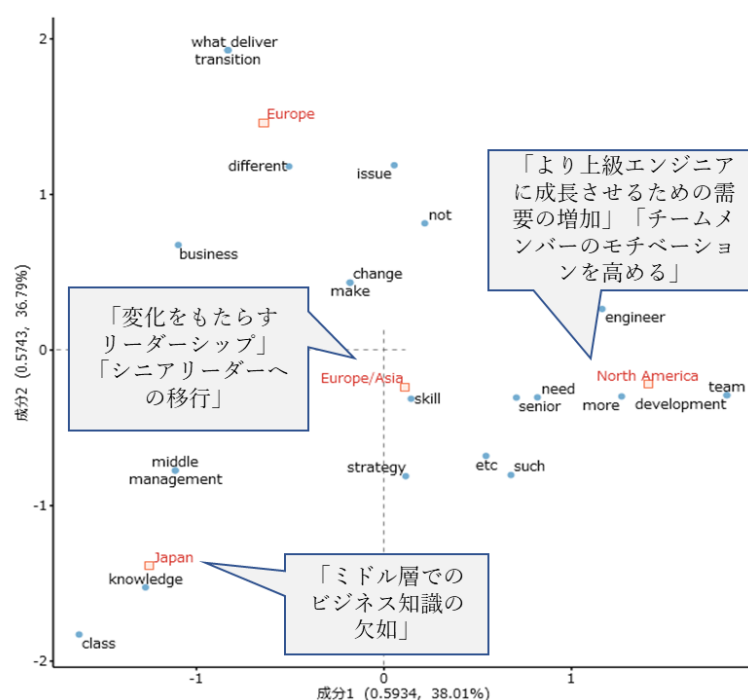 2
what deliver
transition
Europe
different
issue
1
not
business
change
make
「より上級エンジニア
に成長させるための需
要の増加」「チームメ
ンバーのモチベーショ
ンを高める」
engineer
「変化をもたらす
リーダーシップ」
「シニアリーダーへ
の移行」
0
Europe/Asia
skill
North America
need
team
senior
more
development
middle
management
strategy
etc
such
-1
Japan
knowledge
「ミドル層での
ビジネス知識の
欠如」
class
-2
-1
0
1
成分1 (0.5934, 38.01%)
成分2 (0.5743, 36.79%)